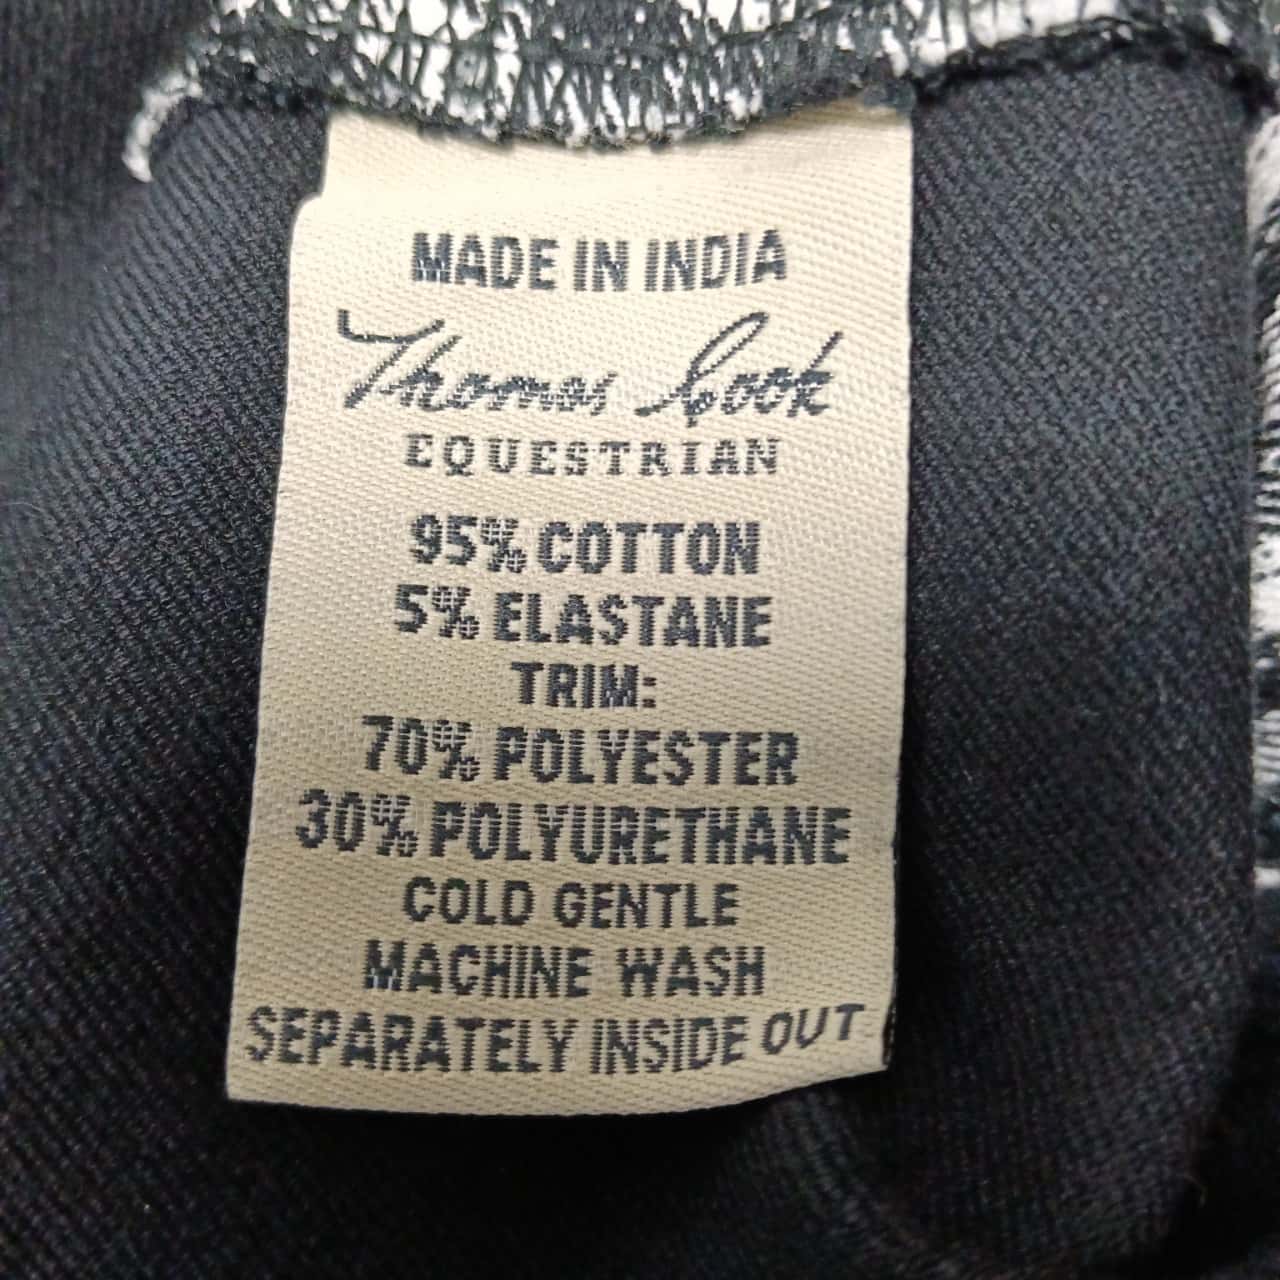 MADE IN INDIA
Thomas Cook
EQUESTRIAN
95% COTTON
5% ELASTANE
TRIM:
70% POLYESTER
30% POLYURETHANE
COLD GENTLE
MACHINE WASH
SEPARATELY INSIDE OUT